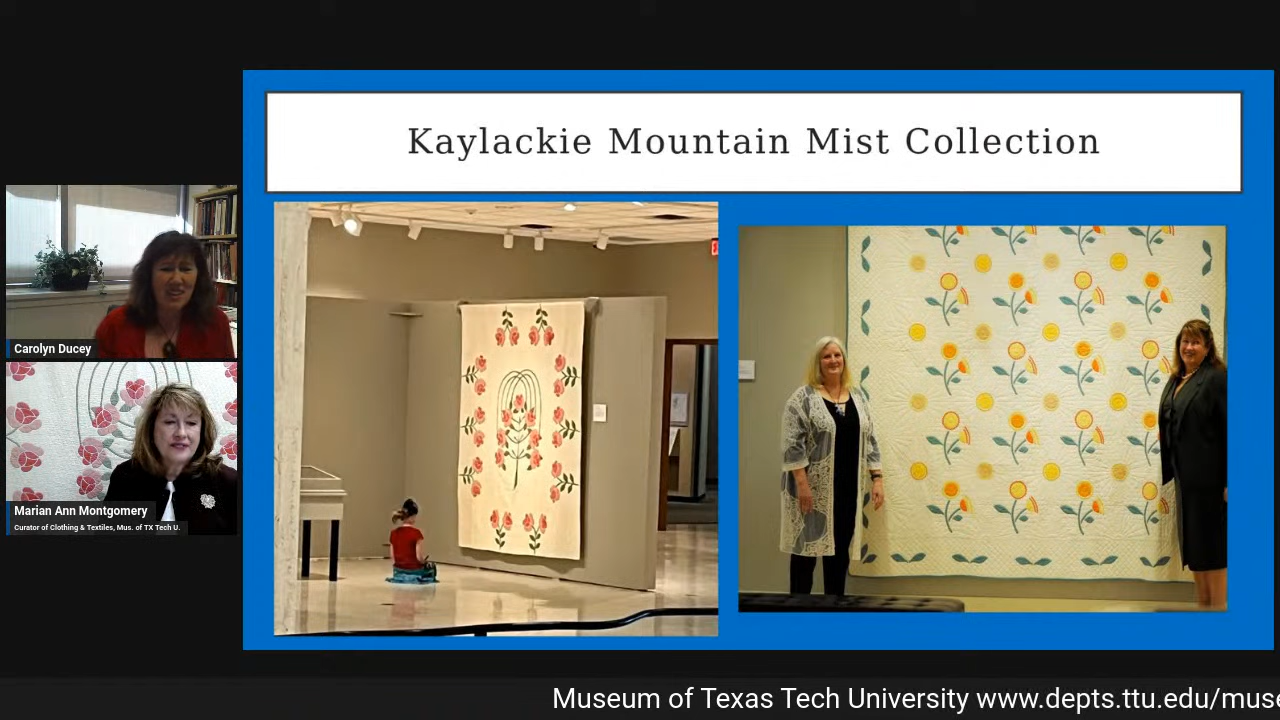 Kaylackie Mountain Mist Collection
Carolyn Ducey
Marian Ann Montgomery
Curator of Clothing & Textiles, Mus. of TX Tech U.
Museum of Texas Tech University www.depts.ttu.edu/muse